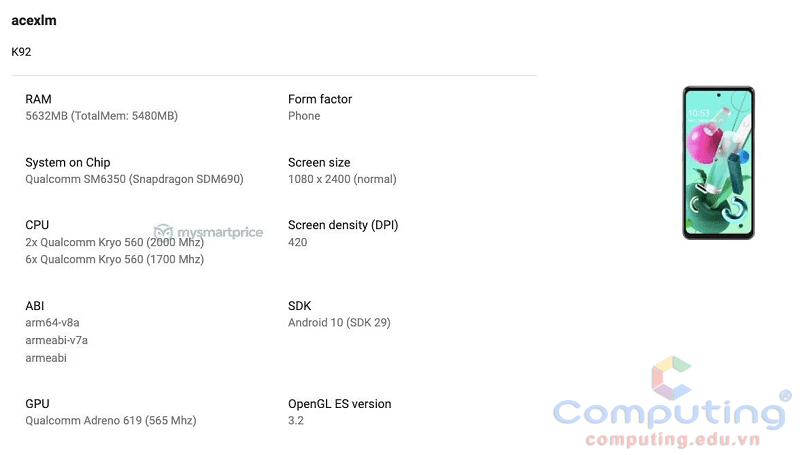 acexlm
K92
RAM
5632MB (TotalMem: 5480MB)
Form factor
Phone
System on Chip
Qualcomm SM6350 (Snapdragon SDM690)
Screen size
1080 x 2400 (normal)
CPU
2x Qualcomm Kryo 560 (2000 Mhz)
6x Qualcomm Kryo 560 (1700 Mhz)
mysmartprice
Screen density (DPI)
420
ABI
arm64-v8a
armeabi-v7a
armeabi
SDK
Android 10 (SDK 29)
GPU
Qualcomm Adreno 619 (565 Mhz)
OpenGL ES version
3.2
10:53
Computing®
computing.edu.vn